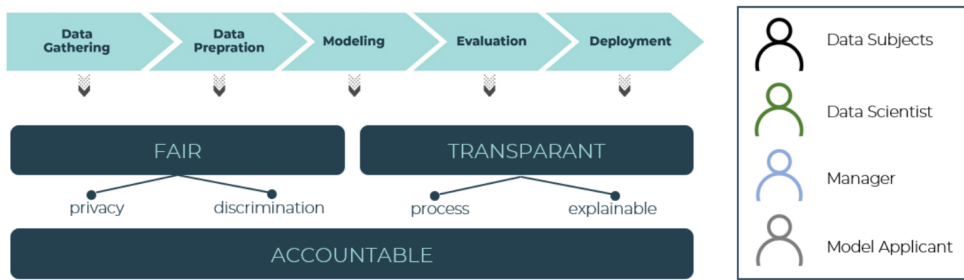 Data
Gathering
Data
Prepration
Modeling
Evaluation
Deployment
FAIR
TRANSPARANT
privacy
discrimination
process
explainable
ACCOUNTABLE
Data Subjects
Data Scientist
Manager
Model Applicant